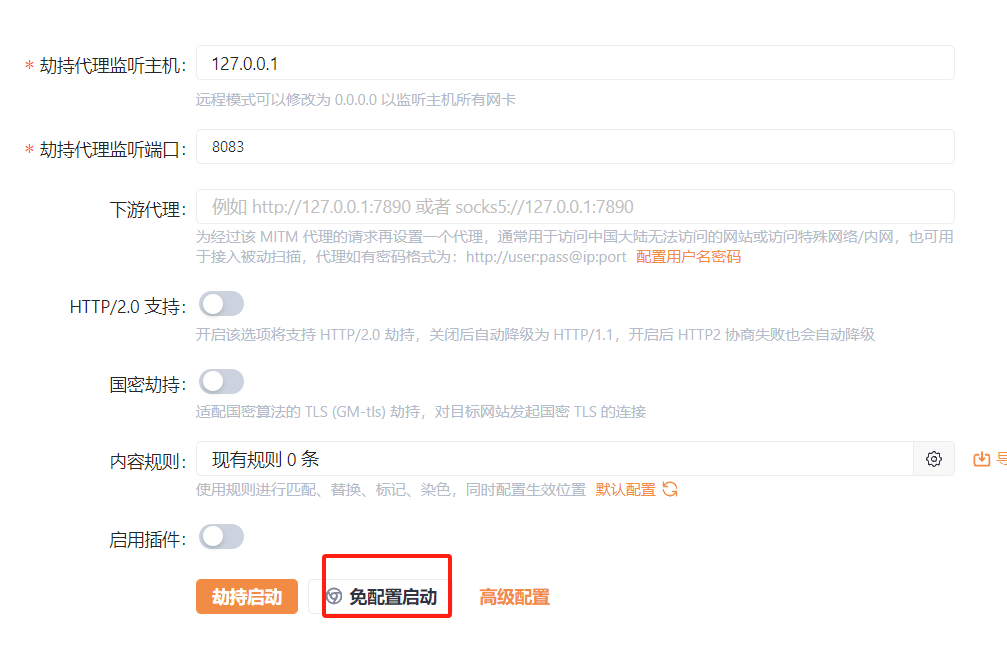 * 劫持代理监听主机: 127.0.0.1
远程模式可以修改为 0.0.0.0 以监听主机所有网卡
* 劫持代理监听端口: 8083
下游代理: 例如 http://127.0.0.1:7890 或者 socks5://127.0.0.1:7890
为经过该 MITM 代理的请求再设置一个代理，通常用于访问中国大陆无法访问的网站或访问特殊网络/内网，也可用
于接入被动扫描，代理如有密码格式为：http://user:pass@ip:port 配置用户名密码
HTTP/2.0 支持:
开启该选项将支持 HTTP/2.0 劫持，关闭后自动降级为 HTTP/1.1，开启后 HTTP2 协商失败也会自动降级
国密劫持:
适配国密算法的 TLS (GM-tls) 劫持，对目标网站发起国密 TLS 的连接
内容规则: 现有规则 0 条
使用规则进行匹配、替换、标记、染色，同时配置生效位置 默认配置
启用插件:
劫持启动 免配置启动 高级配置